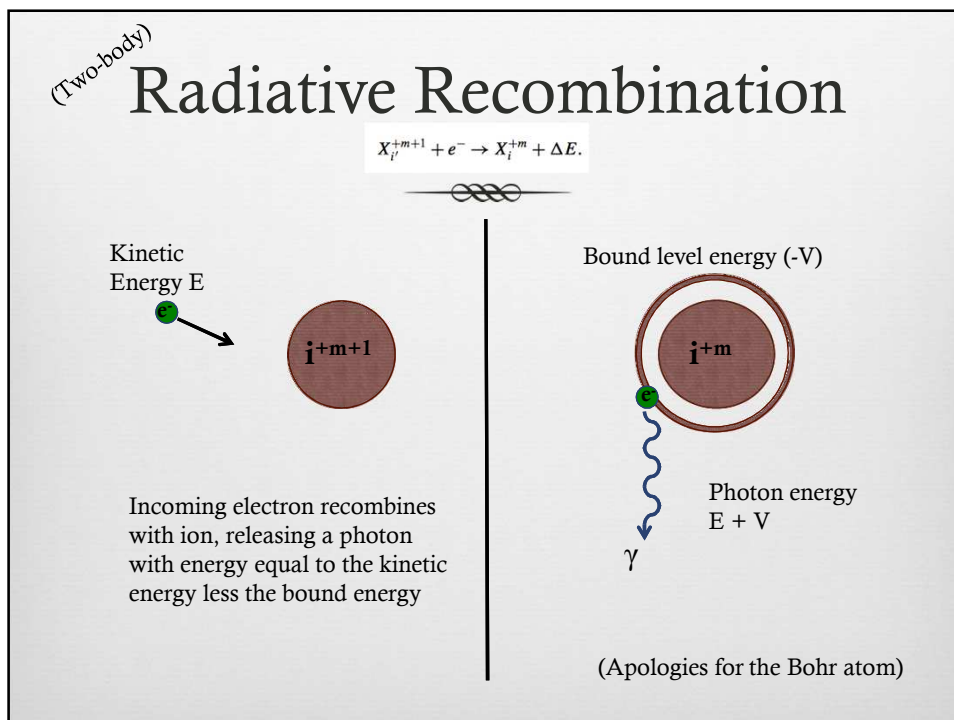 (Two-body)
Radiative Recombination
X_{i'}^{+m+1} + e^- → X_i^{+m} + ΔE.
Kinetic
Energy E
e-
i+m+1
Incoming electron recombines
with ion, releasing a photon
with energy equal to the kinetic
energy less the bound energy
Bound level energy (-V)
i+m
e-
Photon energy
E + V
γ
(Apologies for the Bohr atom)